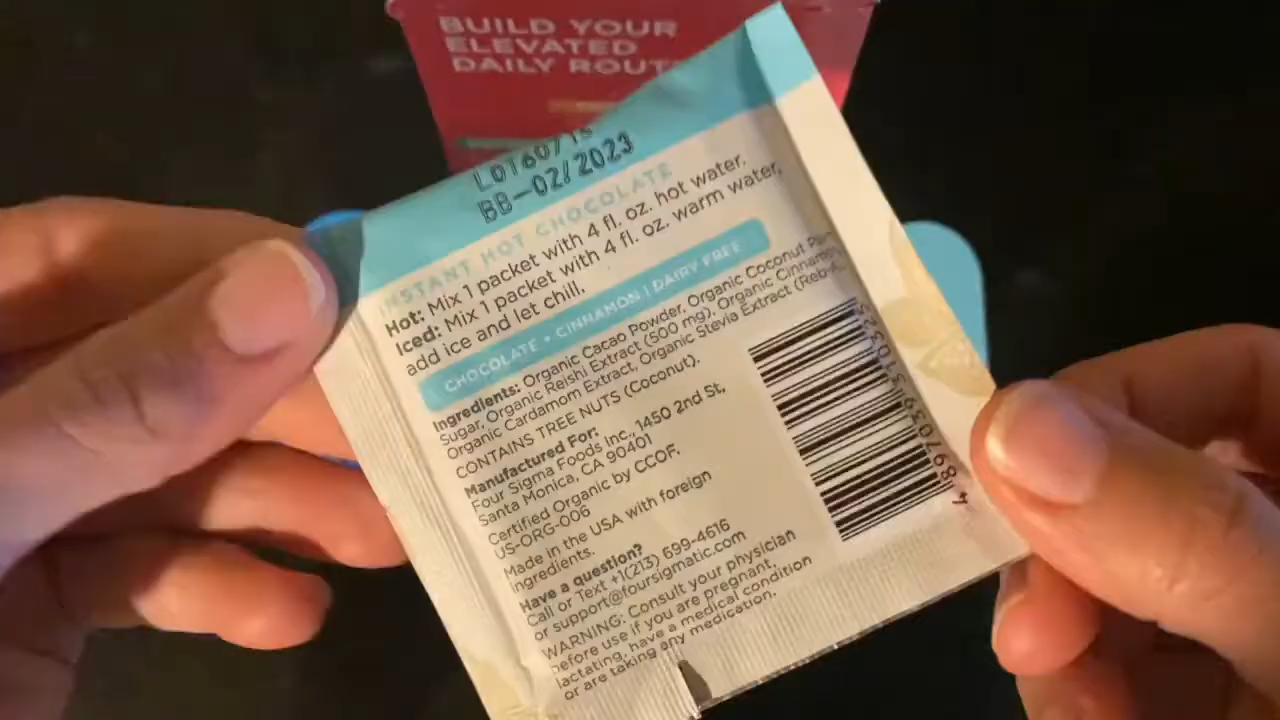 BUILD YOUR
ELEVATED
DAILY
BB-02/2023
HOT CHOCOLATE
Hot: Mix 1 packet with 4 fl. oz. hot water.
Iced: Mix 1 packet with 4 fl. oz. warm water,
add ice and let chill.
CHOCOLATE • CINNAMON | DAIRY FREE
Ingredients: Organic Cacao Powder, Organic Coconut
Sugar, Organic Reishi Extract (500 mg), Organic
Organic Cardamom Extract, Organic Stevia Extract
CONTAINS TREE NUTS (Coconut).
Manufactured For:
Four Sigma Foods Inc., 1450 2nd St,
Santa Monica, CA 90401
Certified Organic by CCOF,
US-ORG-006
Made in the USA with foreign
ingredients.
Have a question?
Call or Text +1(213) 699-4616
or support@foursigmatic.com
WARNING: Consult your physician
before use if you are pregnant,
lactating, have a medical condition
or are taking any medication.